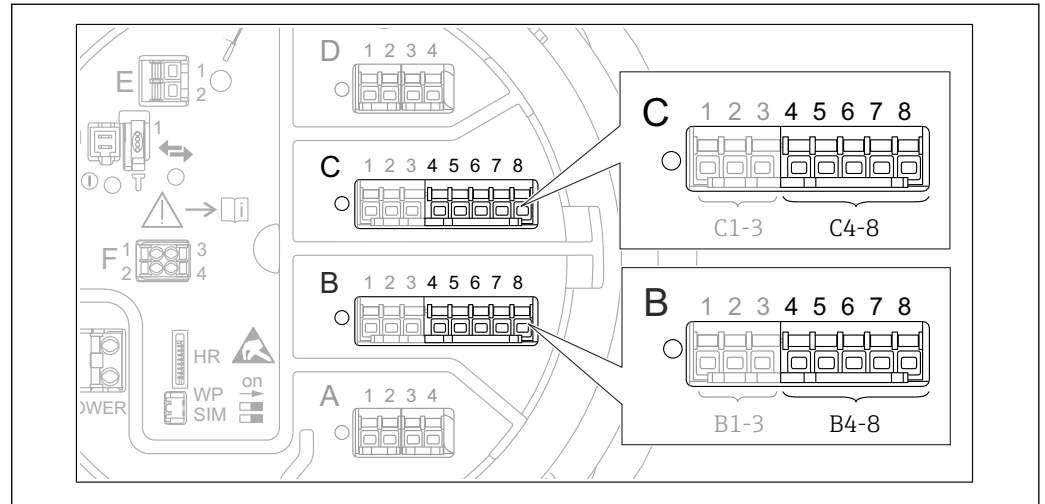 D 1 2 3 4
E 1
2
1
C 1 2 3 4 5 6 7 8
C 1 2 3 4 5 6 7 8
C1-3 C4-8
i
F 1 3
2 4
B 1 2 3 4 5 6 7 8
B 1 2 3 4 5 6 7 8
B1-3 B4-8
HR
on
WP
SIM
OWER
A 1 2 3 4